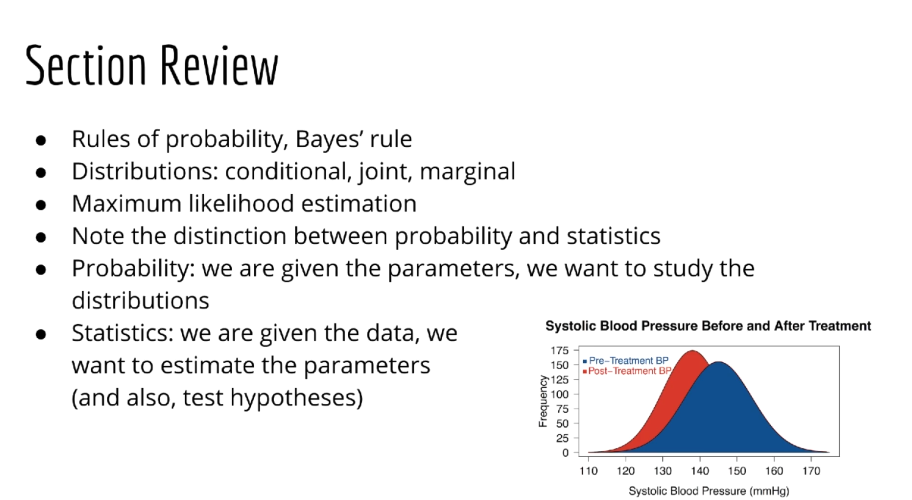 Section Review
● Rules of probability, Bayes’ rule
● Distributions: conditional, joint, marginal
● Maximum likelihood estimation
● Note the distinction between probability and statistics
● Probability: we are given the parameters, we want to study the
distributions
● Statistics: we are given the data, we
want to estimate the parameters
(and also, test hypotheses)
Systolic Blood Pressure Before and After Treatment
Frequency
175
150
125
100
75
50
25
0
Pre-Treatment BP
Post-Treatment BP
110 120 130 140 150 160 170
Systolic Blood Pressure (mmHg)